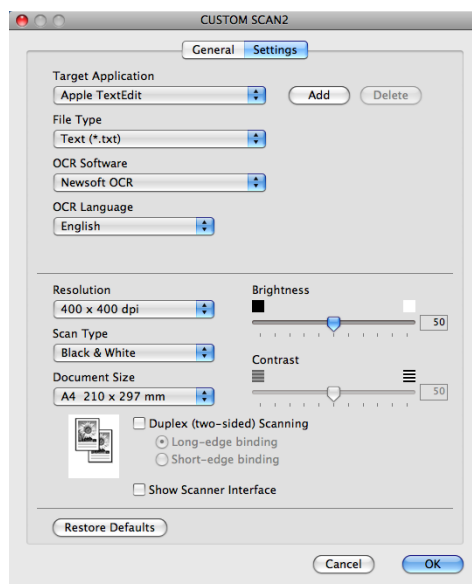 CUSTOM SCAN2
General Settings
Target Application
Apple TextEdit Add Delete
File Type
Text (*.txt)
OCR Software
Newsoft OCR
OCR Language
English
Resolution Brightness
400 x 400 dpi
50
Scan Type
Black & White
Contrast
Document Size
A4 210 x 297 mm 50
Duplex (two-sided) Scanning
Long-edge binding
Short-edge binding
Show Scanner Interface
Restore Defaults
Cancel OK